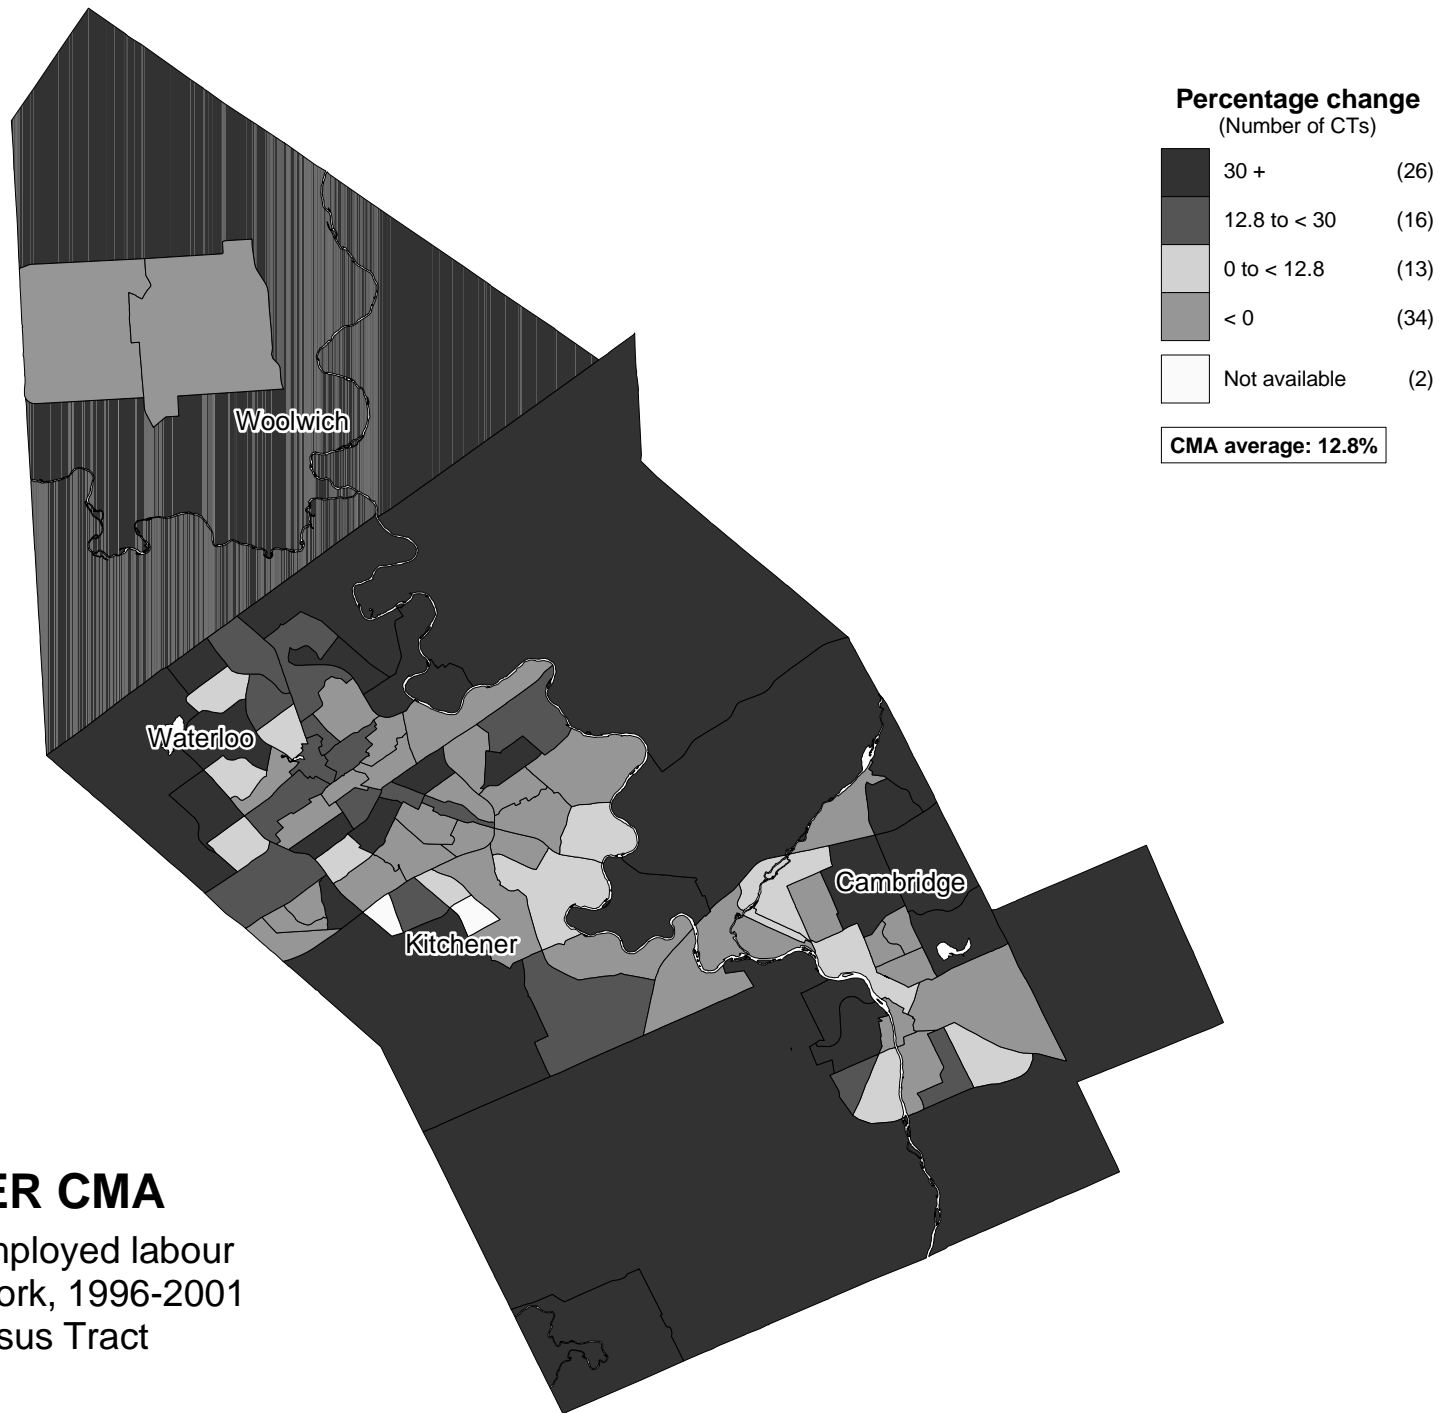 Percentage change
(Number of CTs)
30 + (26)
12.8 to < 30 (16)
0 to < 12.8 (13)
< 0 (34)
Not available (2)
CMA average: 12.8%
Woolwich
Waterloo
Cambridge
Kitchener
ER CMA
nployed labour
ork, 1996-2001
sus Tract